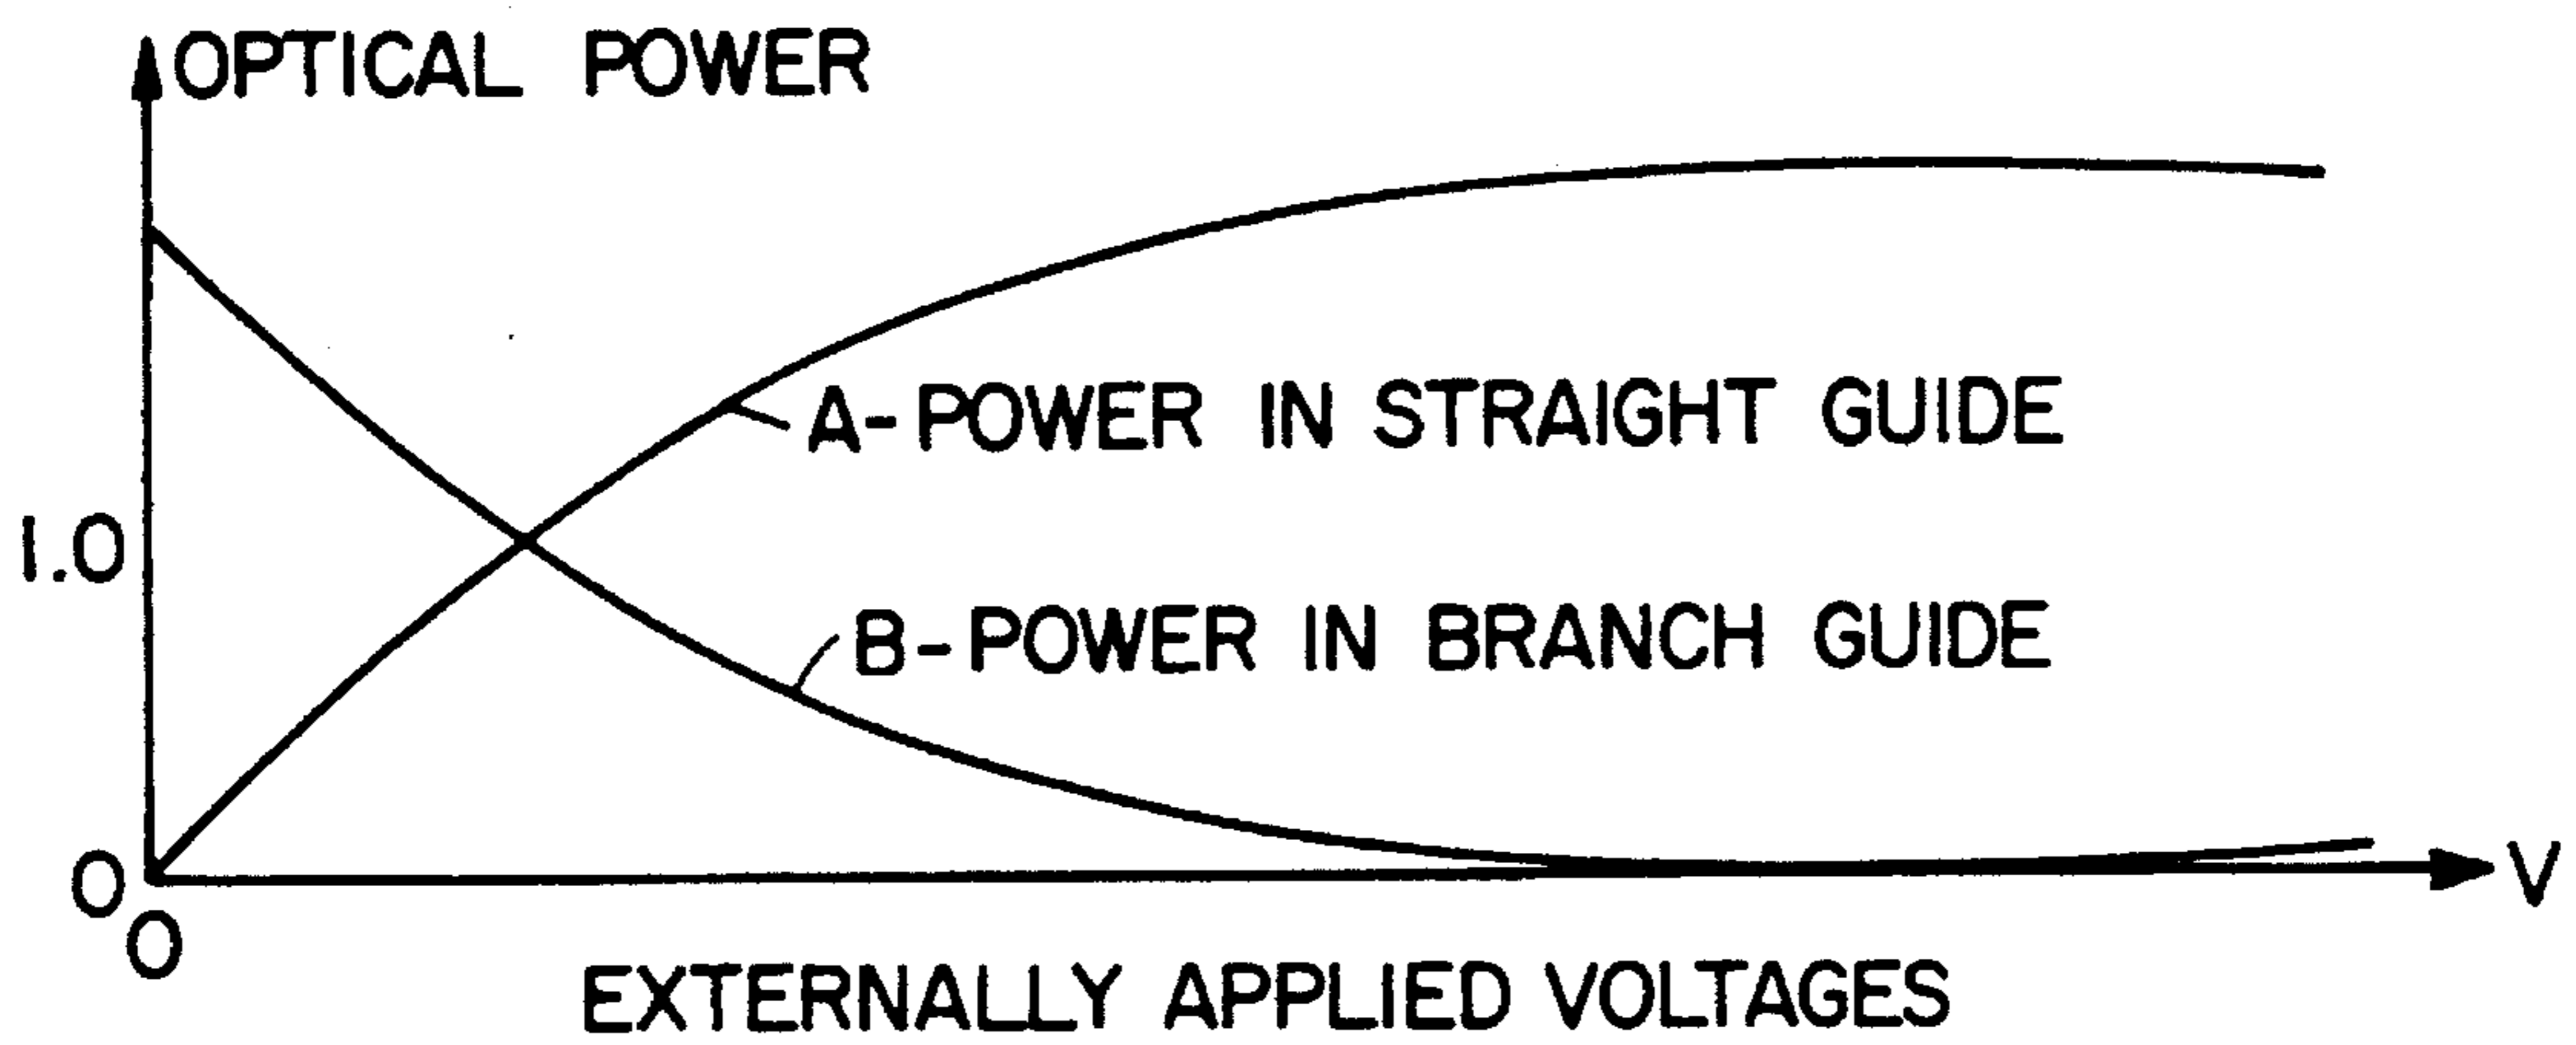 OPTICAL POWER
A-POWER IN STRAIGHT GUIDE
1.0
B-POWER IN BRANCH GUIDE
0
V
0
EXTERNALLY APPLIED VOLTAGES